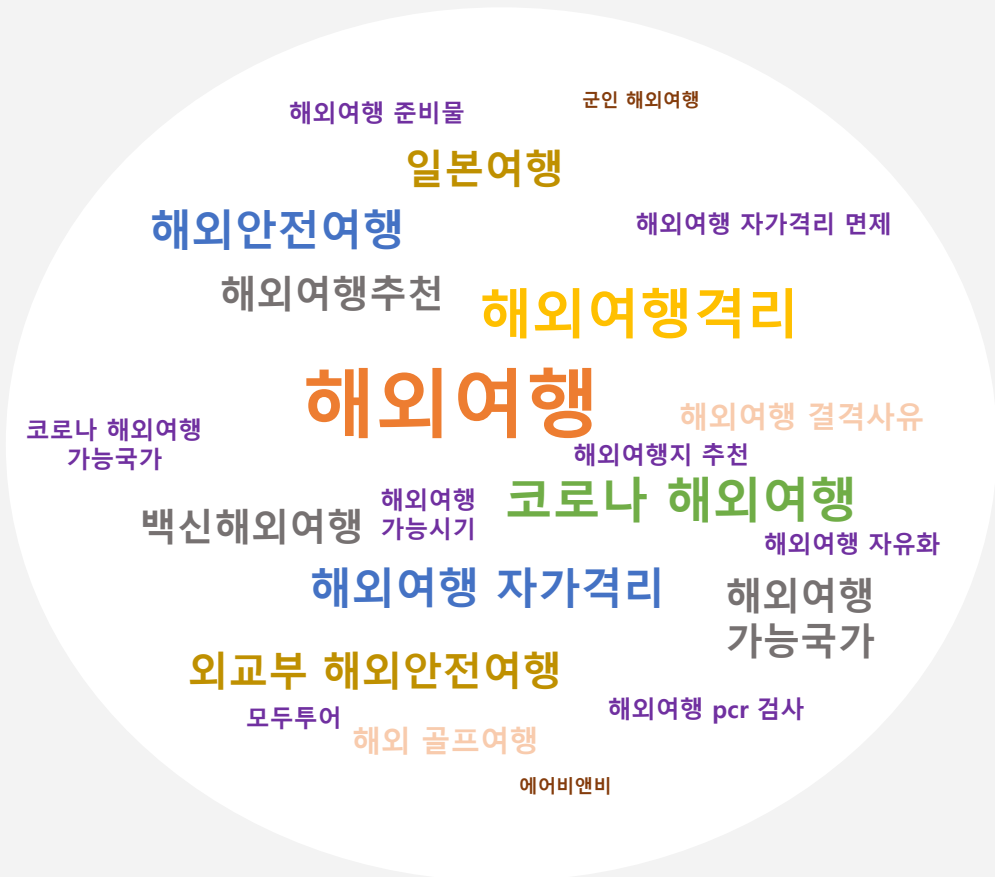 군인 해외여행
해외여행 준비물
일본여행
해외안전여행
해외여행 자가격리 면제
해외여행추천
해외여행격리
해외여행
해외여행 결격사유
코로나 해외여행
가능국가
해외여행지 추천
해외여행
가능시기
코로나 해외여행
백신해외여행
해외여행 자유화
해외여행 자가격리
해외여행
가능국가
외교부 해외안전여행
해외여행 pcr 검사
모두투어
해외 골프여행
에어비앤비